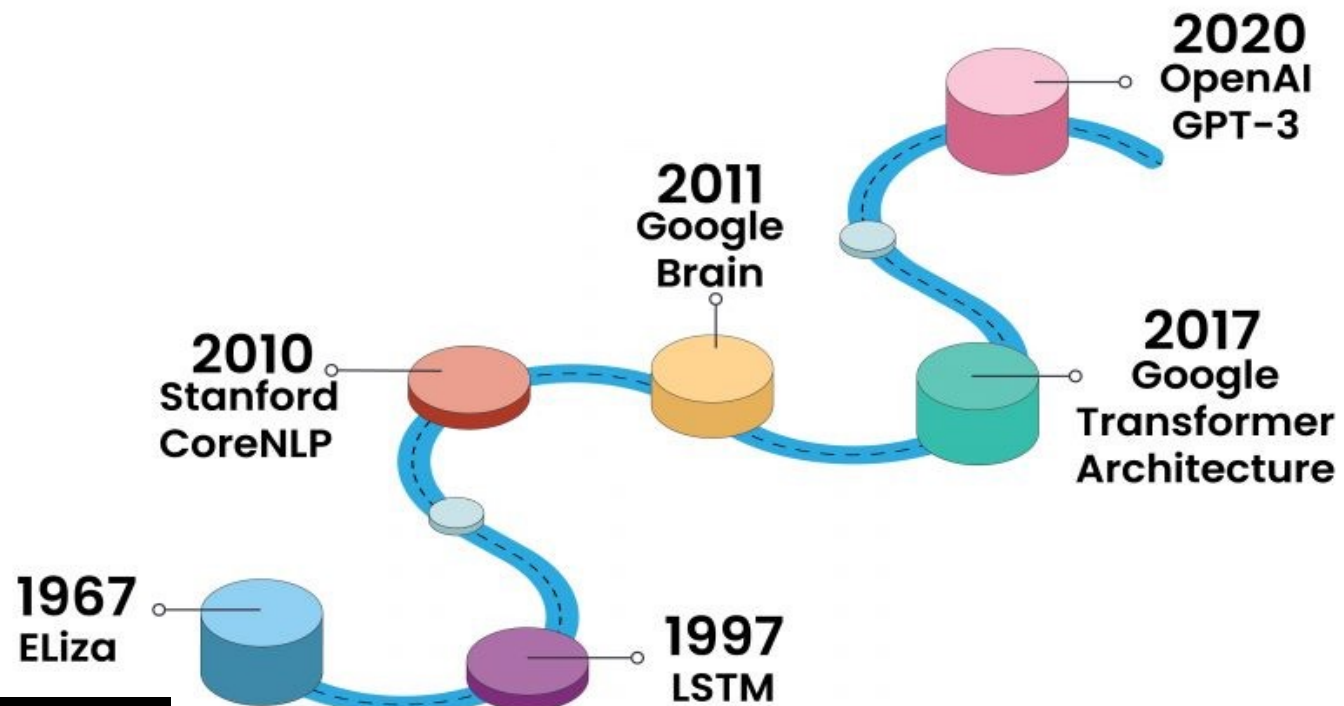 2020
OpenAI
GPT-3
2011
Google
Brain
2017
Google
Transformer
Architecture
2010
Stanford
CoreNLP
1967
ELiza
1997
LSTM